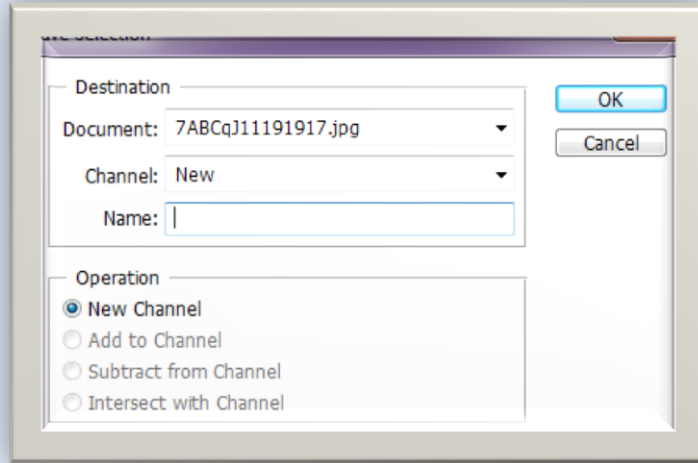 Selection
Destination
Document: 7ABCqJ11191917.jpg
Channel: New
Name:
OK
Cancel
Operation
New Channel
Add to Channel
Subtract from Channel
Intersect with Channel